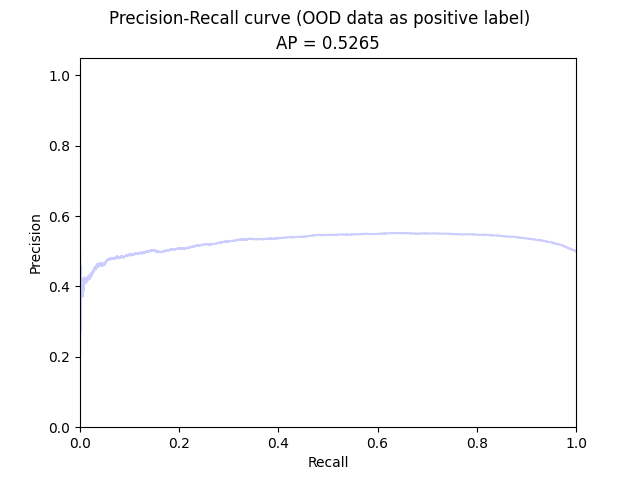 Precision-Recall curve (OOD data as positive label)
AP = 0.5265
1.0
0.8
0.6
0.4
0.2
0.0
Precision
0.0 0.2 0.4 0.6 0.8 1.0
Recall